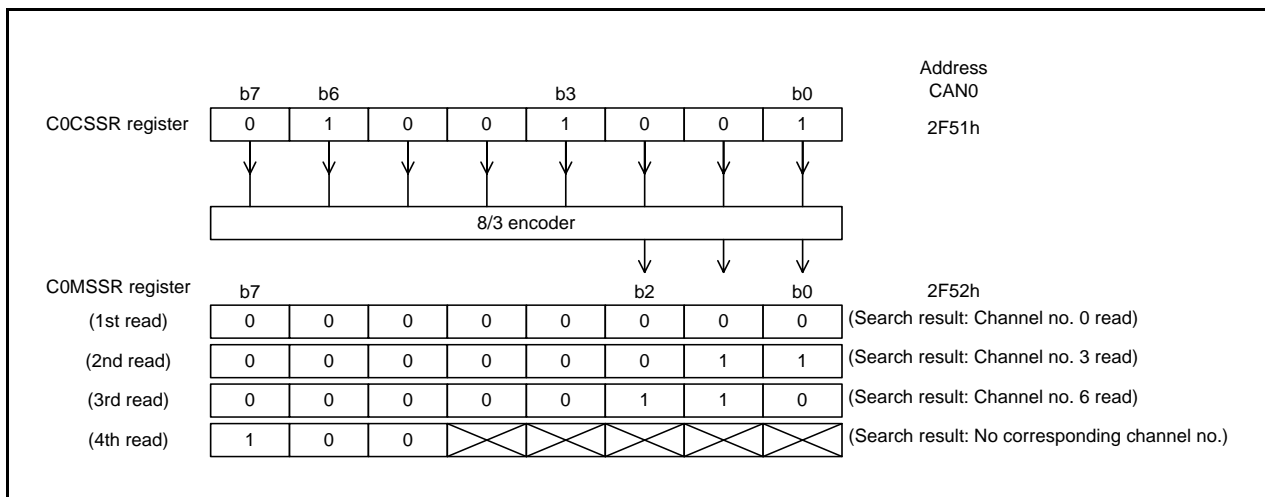 Address
b7 b6 b3 b0 CAN0
C0CSSR register 0 1 0 0 1 0 0 1 2F51h
8/3 encoder
C0MSSR register b7 b2 b0 2F52h
(1st read) 0 0 0 0 0 0 0 0 (Search result: Channel no. 0 read)
(2nd read) 0 0 0 0 0 0 1 1 (Search result: Channel no. 3 read)
(3rd read) 0 0 0 0 0 1 1 0 (Search result: Channel no. 6 read)
(4th read) 1 0 0 (Search result: No corresponding channel no.)